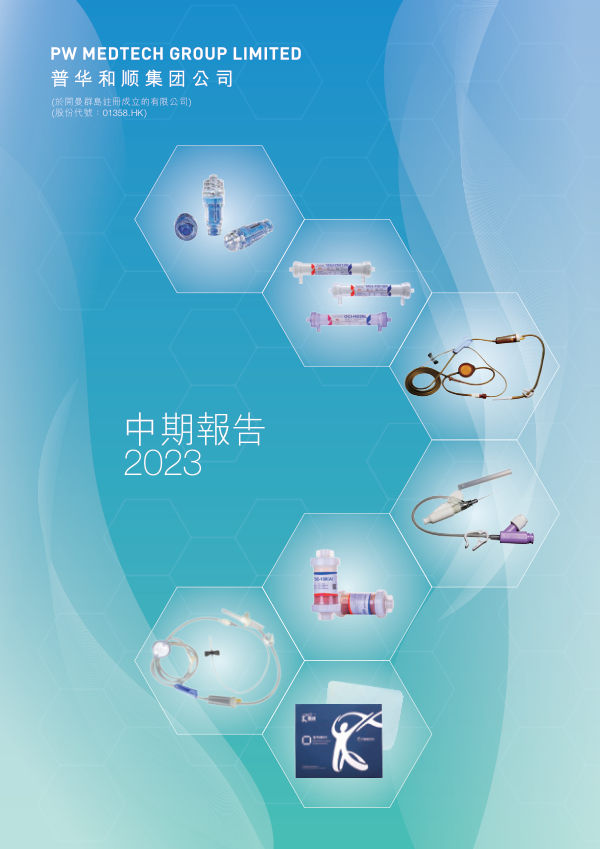 PW MEDTECH GROUP LIMITED
普华和顺集团公司
(於開曼群島註冊成立的有限公司)
(股份代號：01358.HK)
中期報告
2023